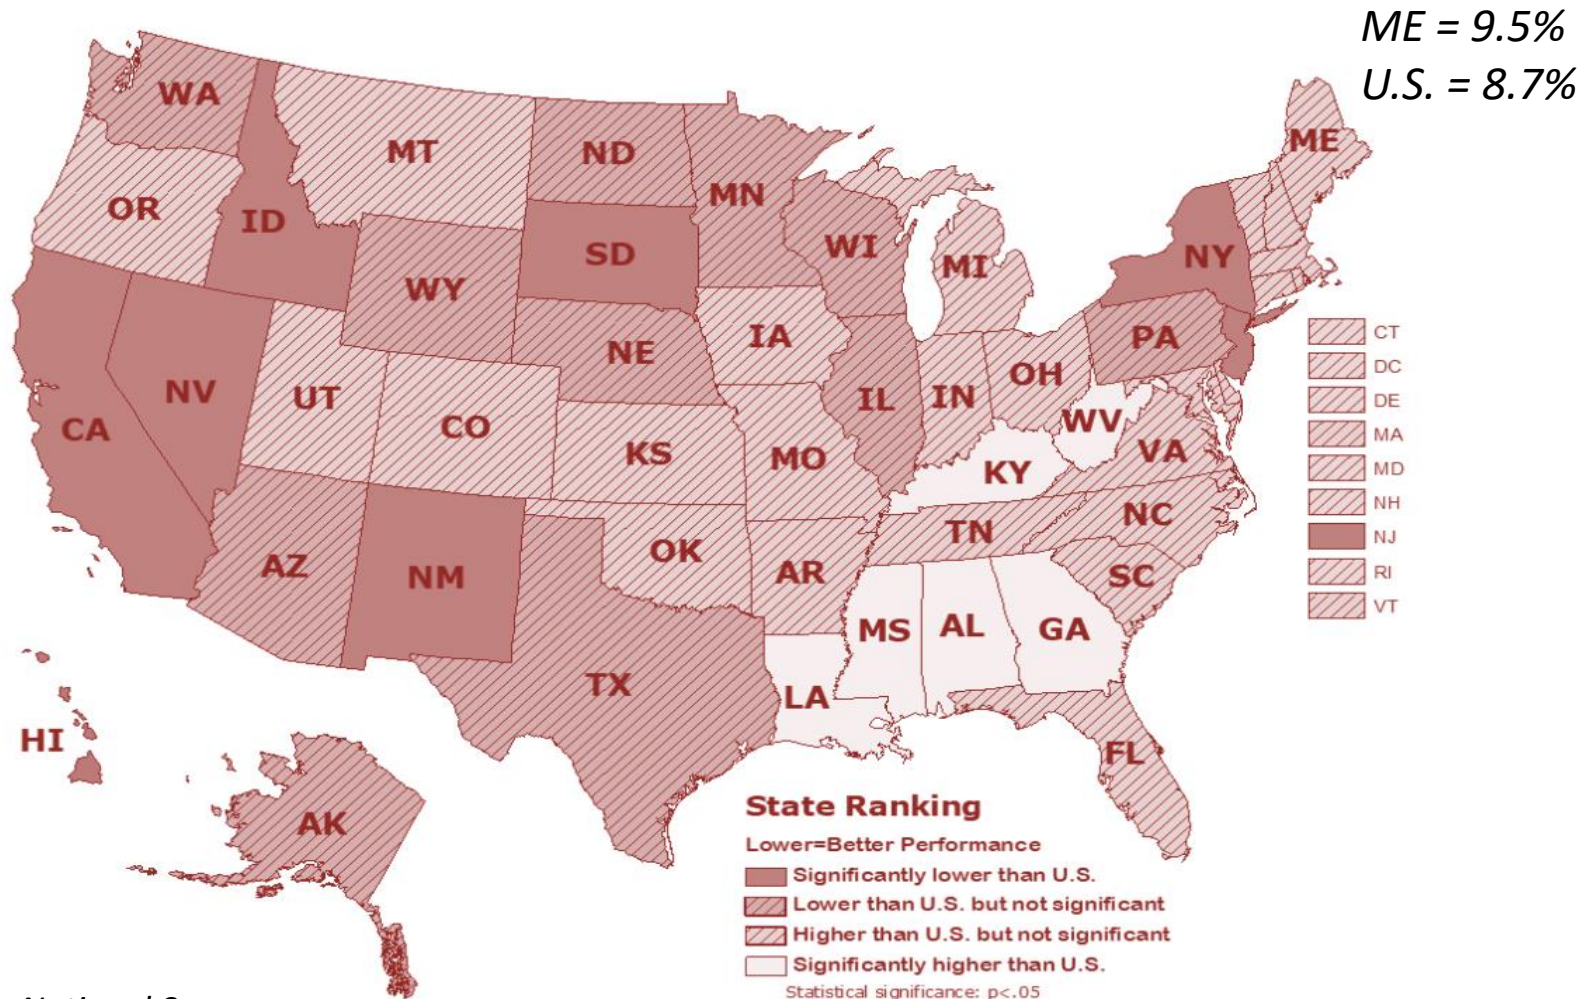 ME = 9.5%
U.S. = 8.7%
WA
MT
ND
MN
ME
OR
ID
SD
WI
MI
NY
WY
IA
PA
NE
NV
UT
CO
IL
IN
OH
WV
CA
KS
MO
KY
VA
NC
TN
OK
AR
SC
AZ
NM
MS
AL
GA
LA
TX
HI
FL
AK
CT
DC
DE
MA
MD
NH
NJ
RI
VT
State Ranking
Lower=Better Performance
Significantly lower than U.S.
Lower than U.S. but not significant
Higher than U.S. but not significant
Significantly higher than U.S.
Statistical significance: p<.05